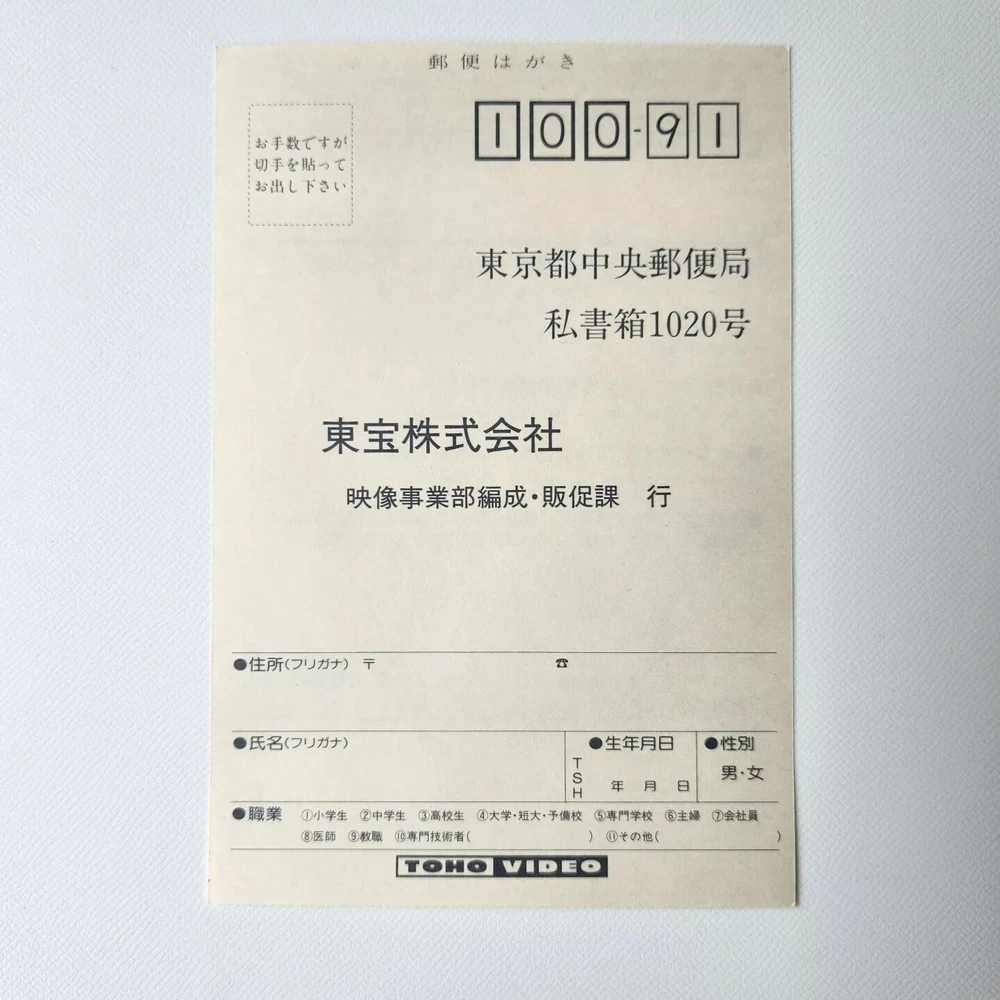 郵便はがき
お手数ですが
切手を貼って
お出し下さい
100-91
東京都中央郵便局
私書箱1020号
東宝株式会社
映像事業部編成・販促課 行
●住所(フリガナ) 〒 ☎
●氏名(フリガナ)
●生年月日
T
S
H
年 月 日
●性別
男・女
●職業 ①小学生 ②中学生 ③高校生 ④大学・短大・予備校 ⑤専門学校 ⑥主婦 ⑦会社員
⑧医師 ⑨教職 ⑩専門技術者( ) ⑪その他( )
TOHO VIDEO